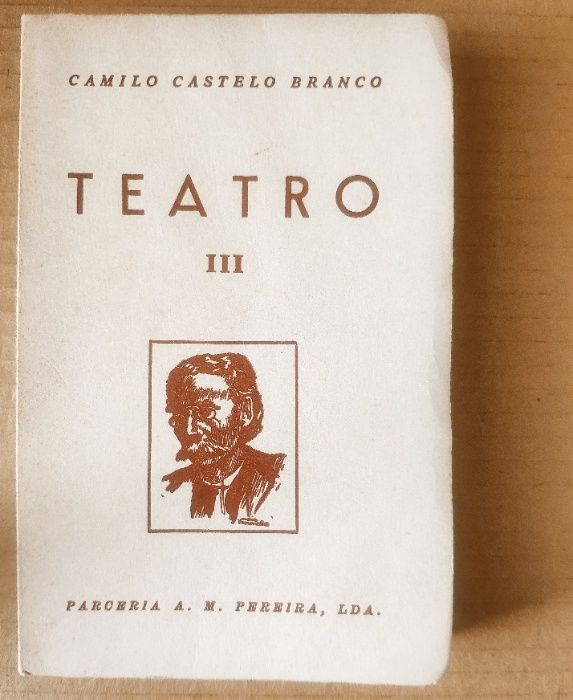 CAMILO CASTELO BRANCO
TEATRO
III
PARCERIA A. M. PEREIRA, LDA.